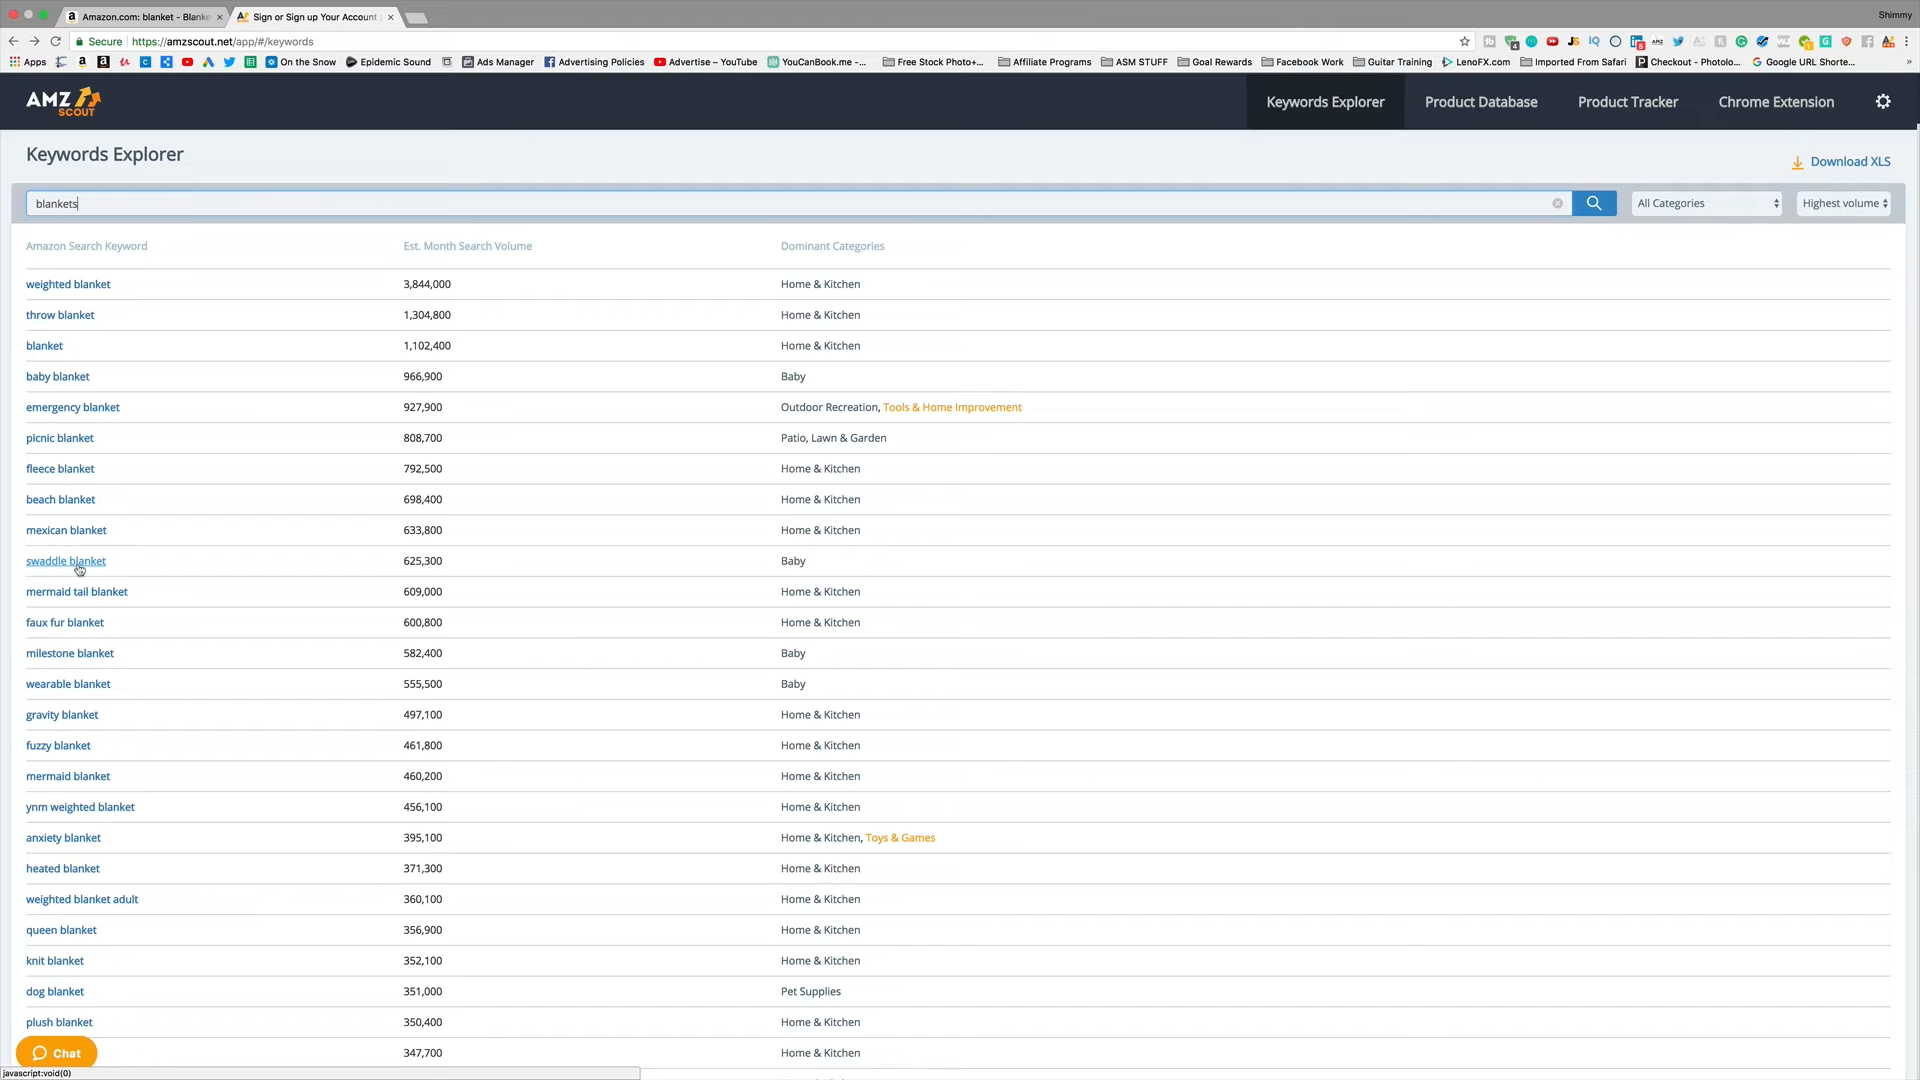 Amazon.com: blanket - Blanke
Sign or Sign up Your Account
Shimmy
Secure https://amzscout.net/app/#/keywords
Apps On the Snow Epidemic Sound Ads Manager Advertising Policies Advertise – YouTube YouCanBook.me -... Free Stock Photo+... Affiliate Programs ASM STUFF Goal Rewards Facebook Work Guitar Training LenoFX.com Imported From Safari Checkout - Photolo... Google URL Shorte...
AMZ SCOUT
Keywords Explorer Product Database Product Tracker Chrome Extension
Keywords Explorer
Download XLS
blankets All Categories Highest volume
Amazon Search Keyword Est. Month Search Volume Dominant Categories
weighted blanket 3,844,000 Home & Kitchen
throw blanket 1,304,800 Home & Kitchen
blanket 1,102,400 Home & Kitchen
baby blanket 966,900 Baby
emergency blanket 927,900 Outdoor Recreation, Tools & Home Improvement
picnic blanket 808,700 Patio, Lawn & Garden
fleece blanket 792,500 Home & Kitchen
beach blanket 698,400 Home & Kitchen
mexican blanket 633,800 Home & Kitchen
swaddle blanket 625,300 Baby
mermaid tail blanket 609,000 Home & Kitchen
faux fur blanket 600,800 Home & Kitchen
milestone blanket 582,400 Baby
wearable blanket 555,500 Baby
gravity blanket 497,100 Home & Kitchen
fuzzy blanket 461,800 Home & Kitchen
mermaid blanket 460,200 Home & Kitchen
ynm weighted blanket 456,100 Home & Kitchen
anxiety blanket 395,100 Home & Kitchen, Toys & Games
heated blanket 371,300 Home & Kitchen
weighted blanket adult 360,100 Home & Kitchen
queen blanket 356,900 Home & Kitchen
knit blanket 352,100 Home & Kitchen
dog blanket 351,000 Pet Supplies
plush blanket 350,400 Home & Kitchen
347,700 Home & Kitchen
Chat
javascript:void(0)